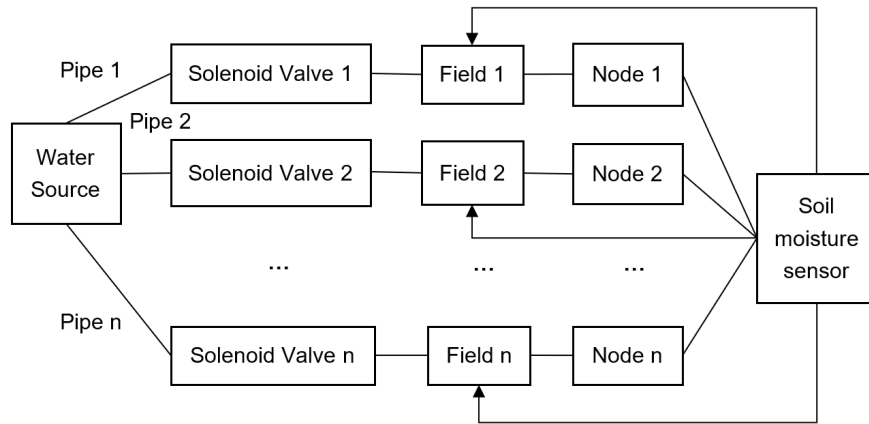 Pipe 1
Solenoid Valve 1
Field 1
Node 1
Pipe 2
Water
Source
Solenoid Valve 2
Field 2
Node 2
Soil
moisture
sensor
...
...
...
Pipe n
Solenoid Valve n
Field n
Node n